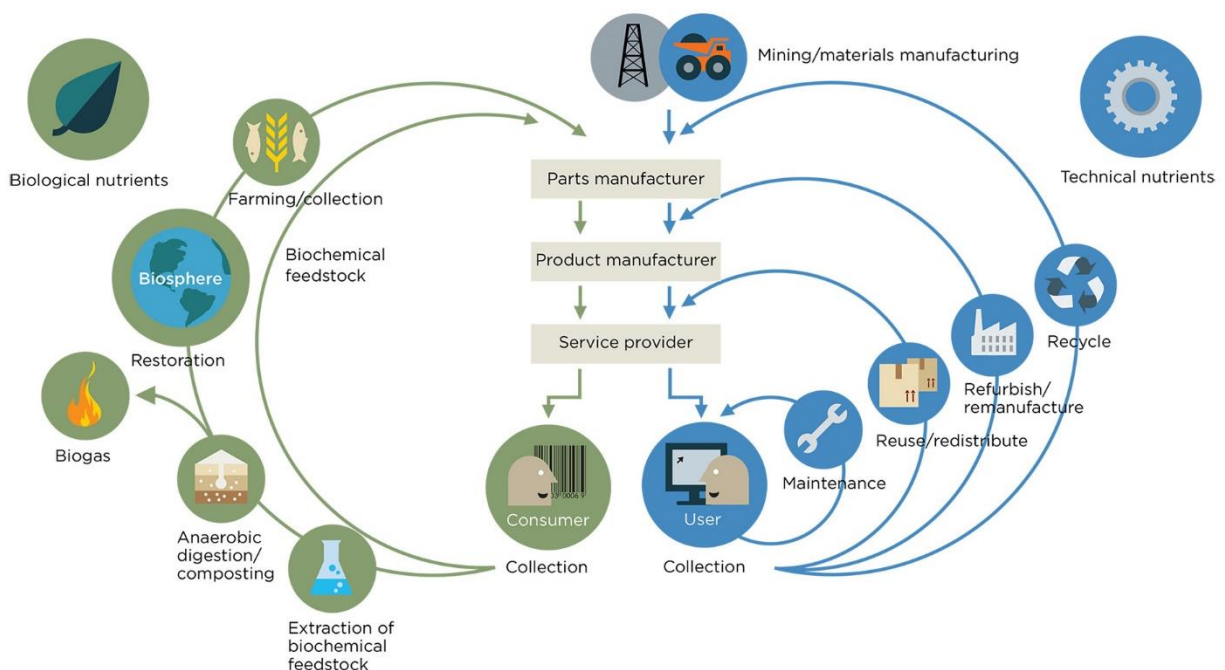 Mining/materials manufacturing
Biological nutrients
Technical nutrients
Farming/collection
Parts manufacturer
Biochemical
feedstock
Product manufacturer
Biosphere
Restoration
Service provider
Recycle
Refurbish/
remanufacture
Reuse/redistribute
Biogas
Maintenance
Consumer
User
Anaerobic
digestion/
composting
Collection
Collection
Extraction of
biochemical
feedstock